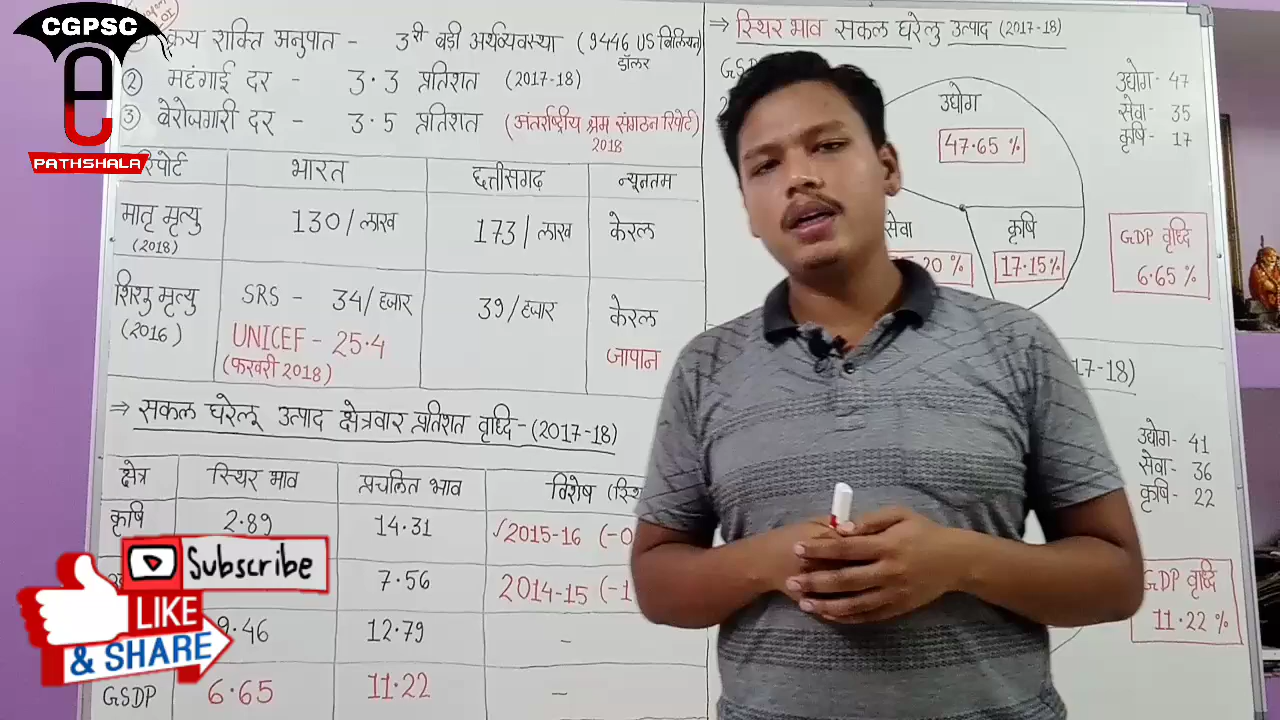 CGPSC
PATHSHALA
क्रय शक्ति अनुपात - 3री बड़ी अर्थव्यवस्था (9446 US बिलियन डॉलर
② महंगाई दर - 3.3 प्रतिशत (2017-18)
③ बेरोजगारी दर - 3.5 प्रतिशत (अंतर्राष्ट्रीय श्रम संगठन रिपोर्ट) 2018
रिपोर्ट भारत छत्तीसगढ़ न्यूनतम
मातृ मृत्यु (2018) 130/लाख 173/लाख केरल
शिशु मृत्यु (2016) SRS - 34/हजार 39/हजार केरल
UNICEF - 25.4 (फरवरी 2018) जापान
⇒ सकल घरेलू उत्पाद क्षेत्रवार प्रतिशत वृध्दि-(2017-18)
क्षेत्र स्थिर भाव प्रचलित भाव विशेष
कृषि 2.89 14.31 √2015-16 (-0
7.56 2014-15 (-1
9.46 12.79 -
GSDP 6.65 11.22 -
⇒ स्थिर भाव सकल घरेलु उत्पाद (2017-18)
उद्योग
47.65 %
सेवा
.20 %
कृषि
17.15%
उद्योग- 47
सेवा- 35
कृषि- 17
GDP वृध्दि
6.65 %
17-18)
उद्योग- 41
सेवा- 36
कृषि- 22
GDP वृध्दि
11.22 %
Subscribe
LIKE
& SHARE